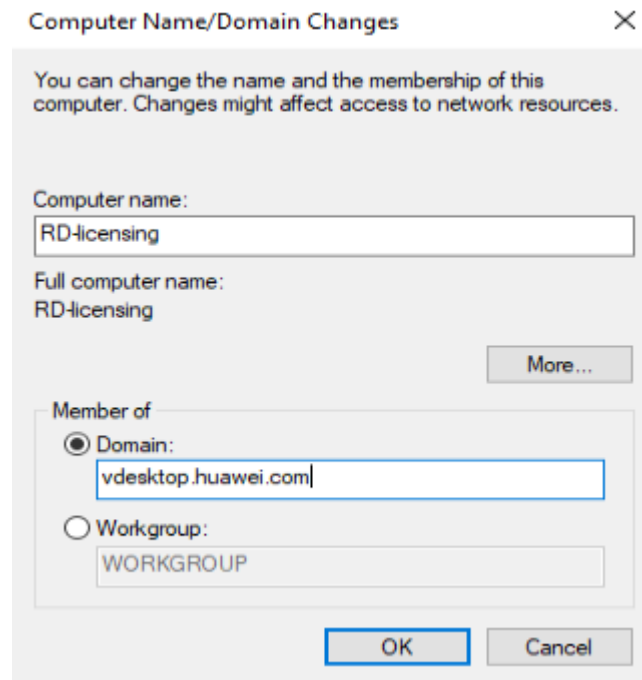 Computer Name/Domain Changes
You can change the name and the membership of this
computer. Changes might affect access to network resources.
Computer name:
RD-licensing
Full computer name:
RD-licensing
More...
Member of
Domain:
vdesktop.huawei.com
Workgroup:
WORKGROUP
OK
Cancel